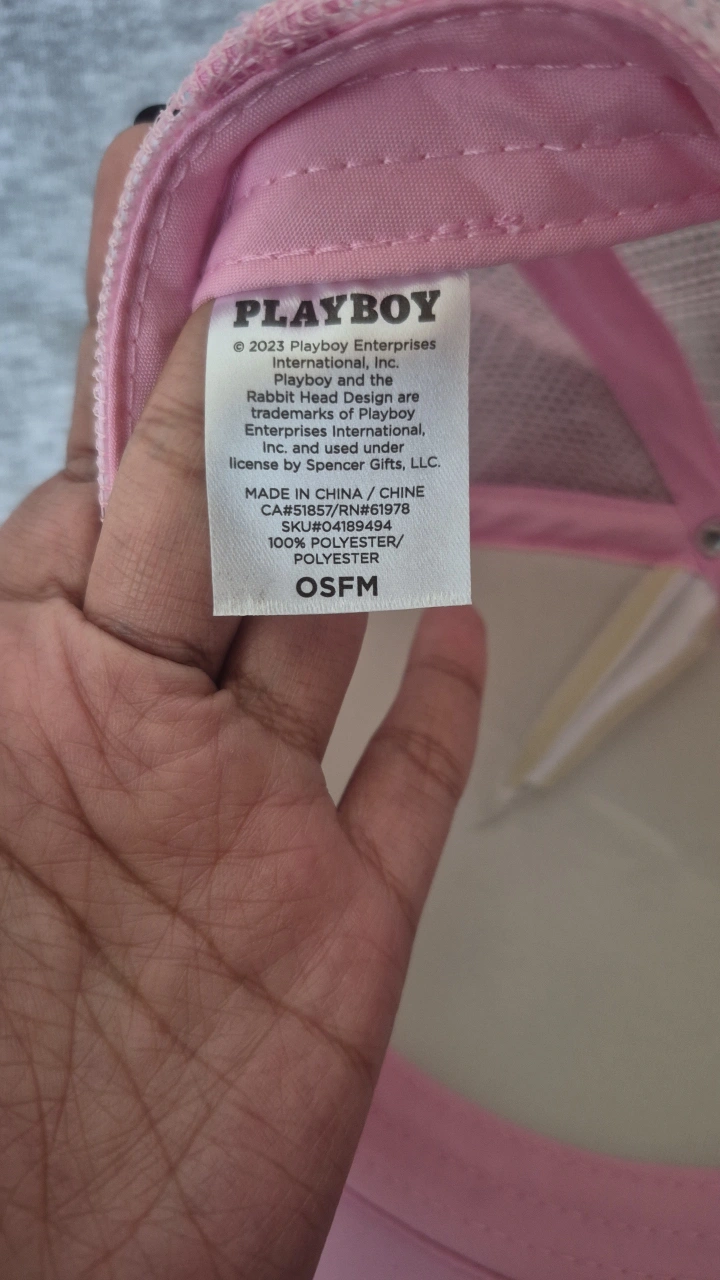 PLAYBOY
© 2023 Playboy Enterprises
International, Inc.
Playboy and the
Rabbit Head Design are
trademarks of Playboy
Enterprises International,
Inc. and used under
license by Spencer Gifts, LLC.
MADE IN CHINA / CHINE
CA#51857/RN#61978
SKU#04189494
100% POLYESTER/
POLYESTER
OSFM